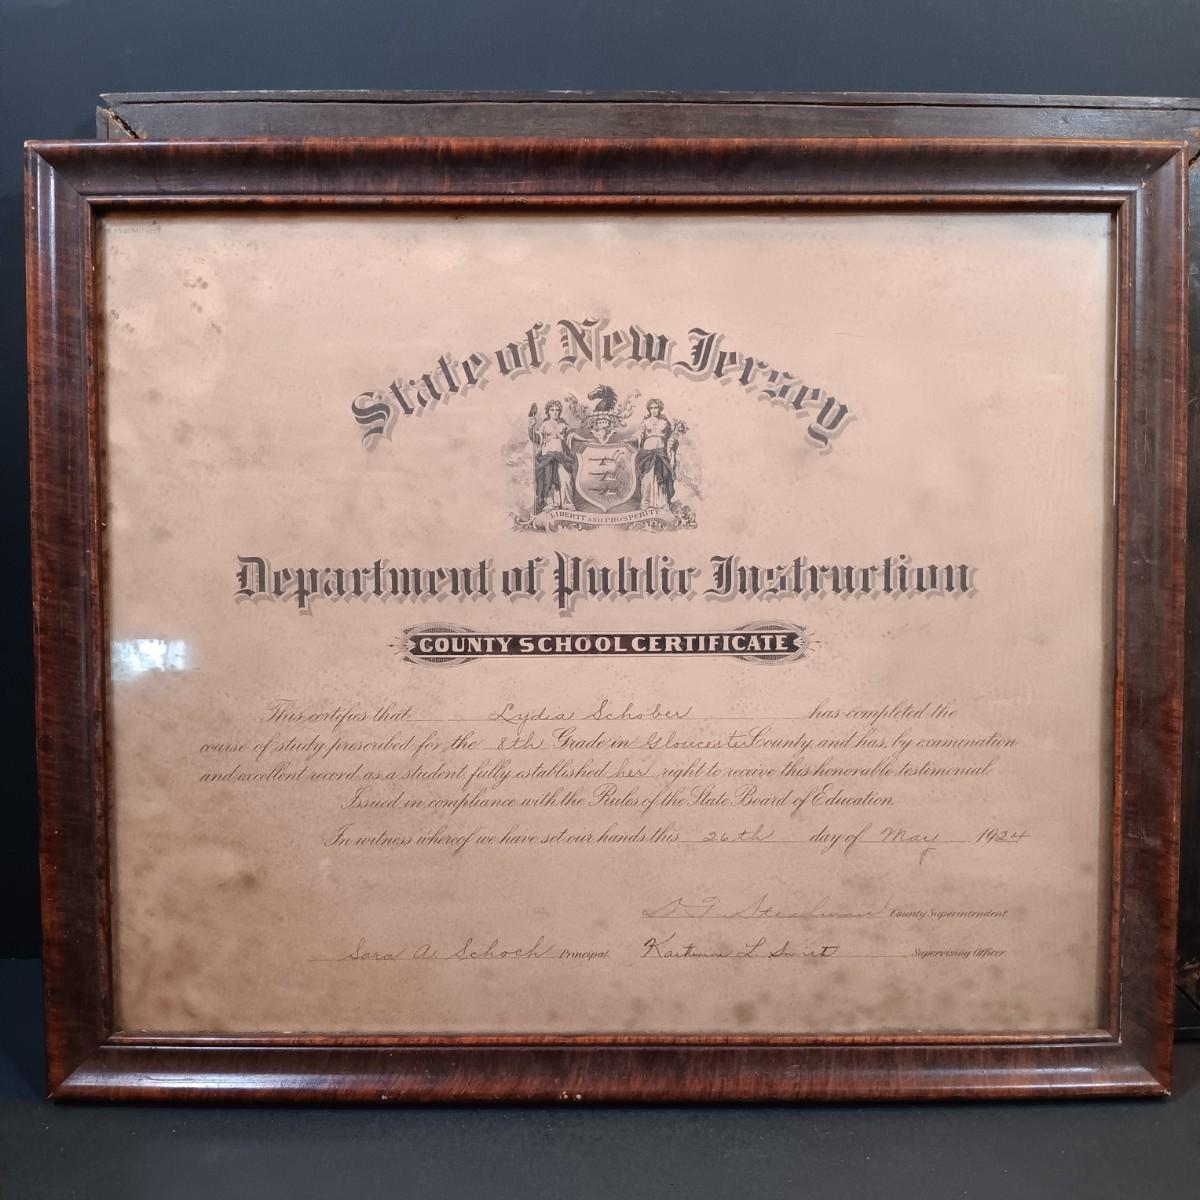 State of New Jersey
LIBERTY AND PROSPERITY
Department of Public Instruction
COUNTY SCHOOL CERTIFICATE
This certifies that Lydia Schober has completed the
course of study prescribed for the 8th Grade in Gloucester County and has, by examination
and excellent record as a student, fully established her right to receive this honorable testimonial
Issued in compliance with the Rules of the State Board of Education.
In witness whereof we have set our hands this 26th day of May 1924
County Superintendent
Sara A. Schoch Principal. L. Supervising Officer